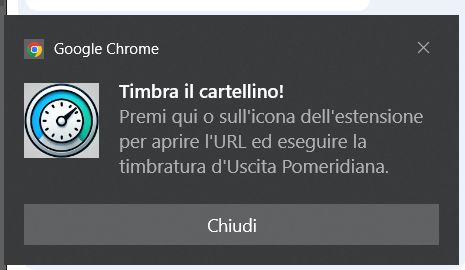 Google Chrome
Timbra il cartellino!
Premi qui o sull'icona dell'estensione
per aprire l'URL ed eseguire la
timbratura d'Uscita Pomeridiana.
Chiudi